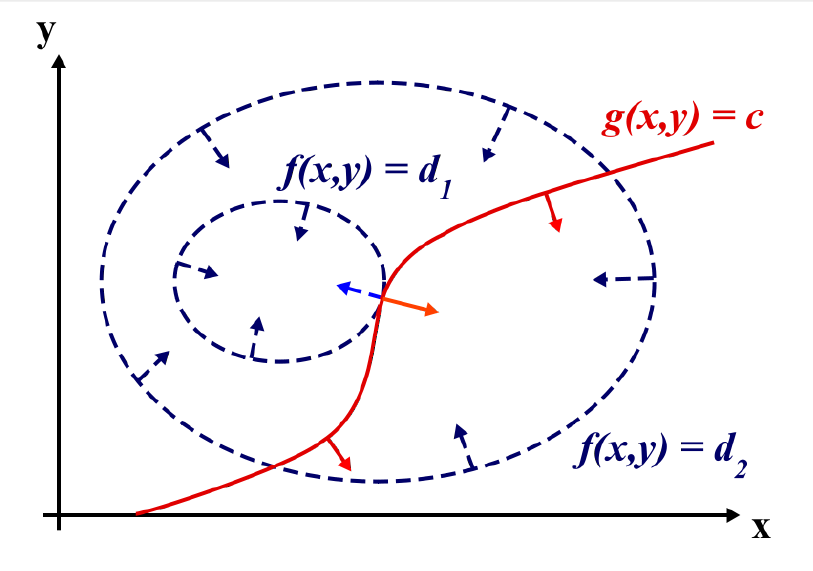 y
g(x,y) = c
f(x,y) = d₁
f(x,y) = d₂
x